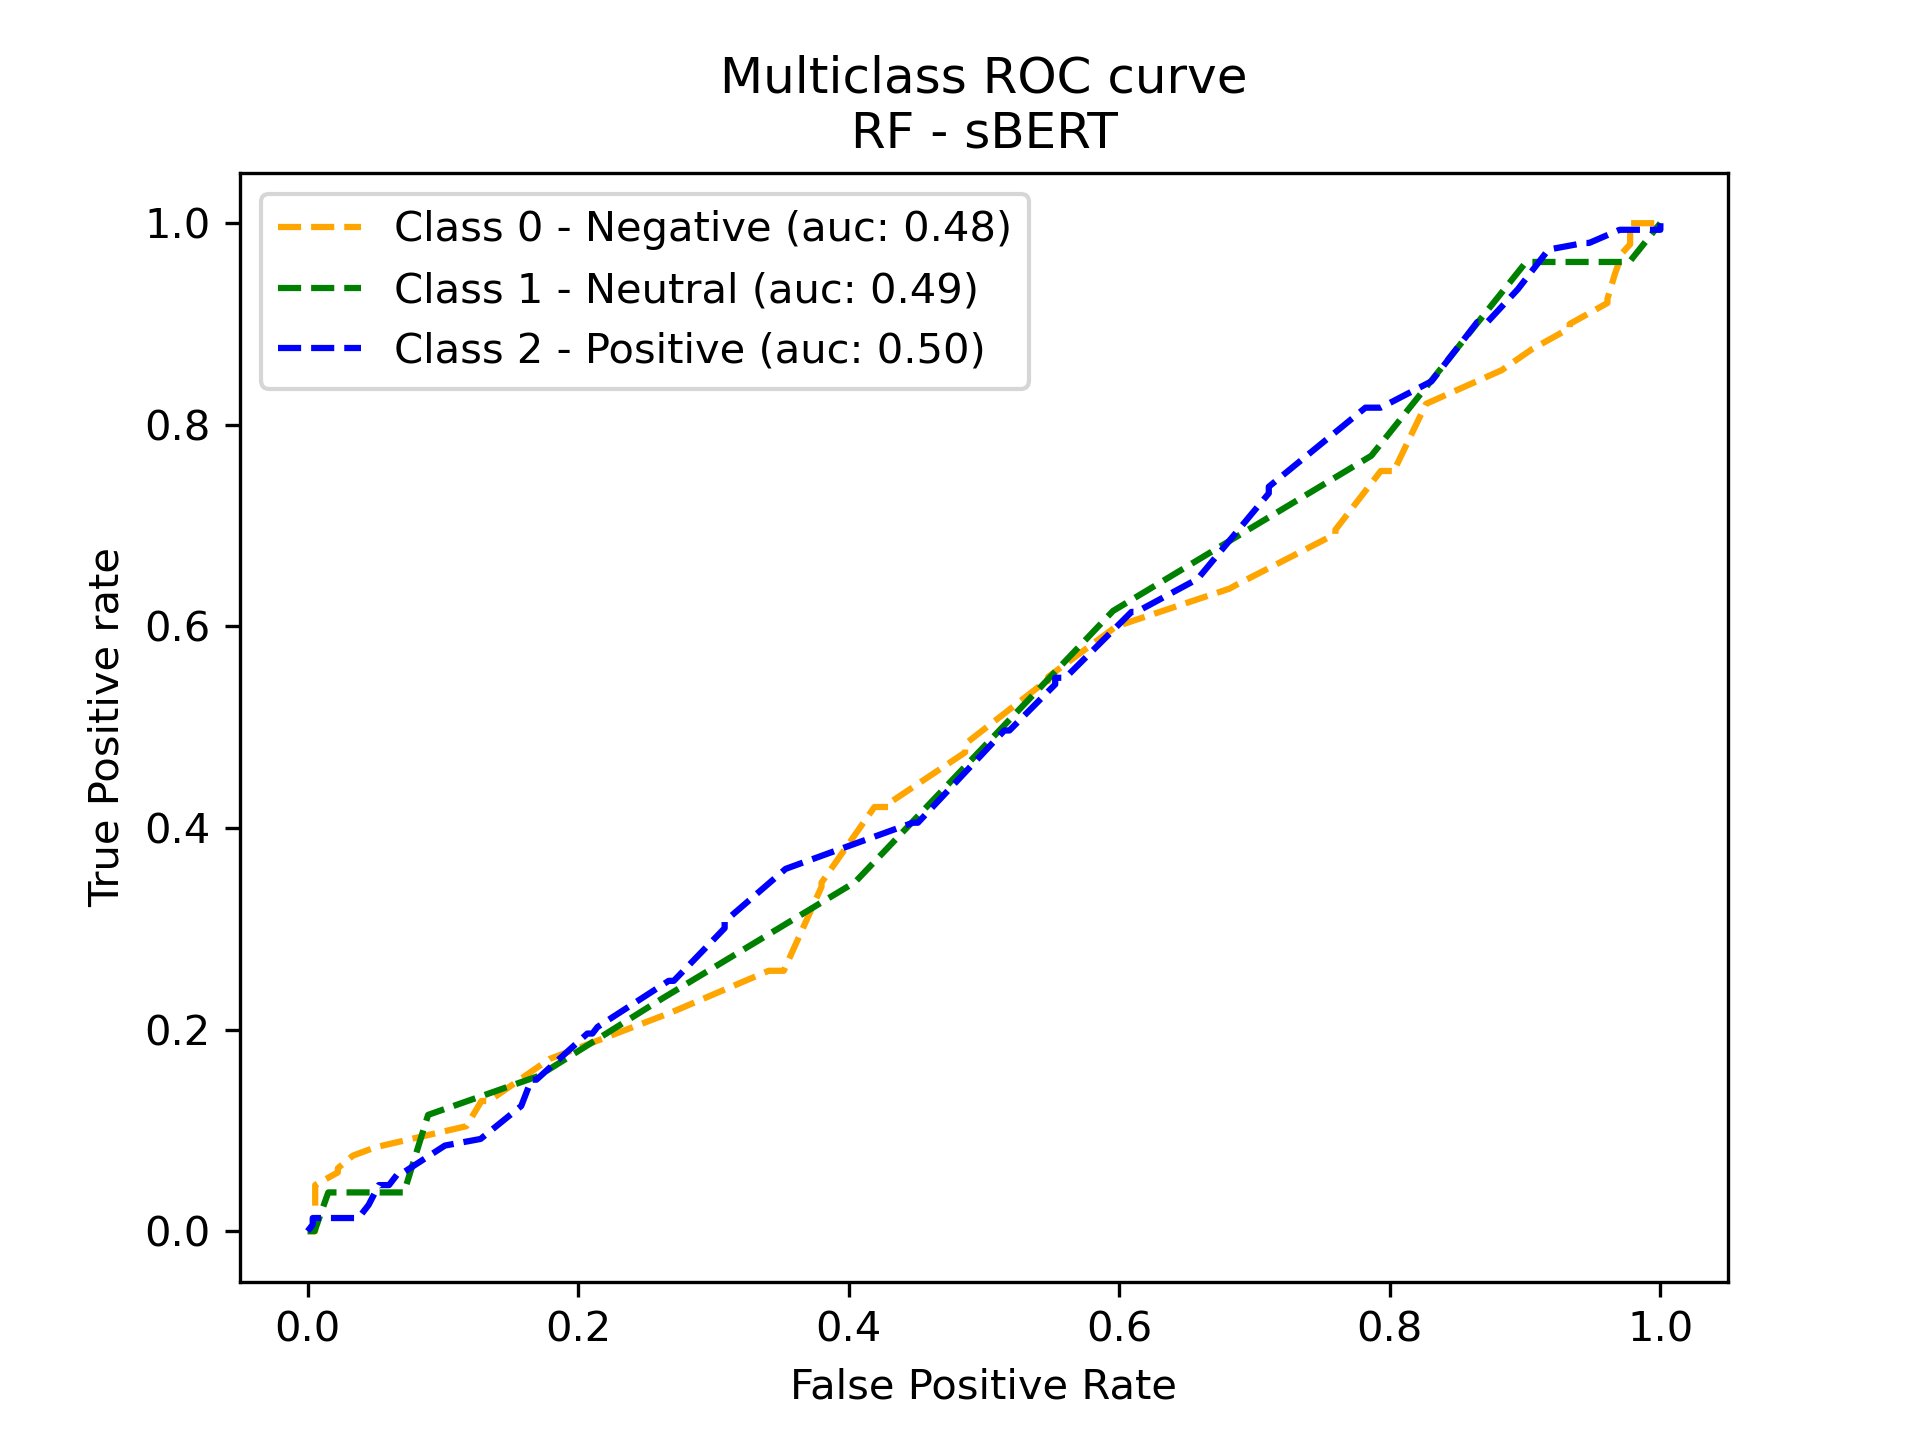 Multiclass ROC curve
RF - sBERT
Class 0 - Negative (auc: 0.48)
Class 1 - Neutral (auc: 0.49)
Class 2 - Positive (auc: 0.50)
True Positive rate
1.0
0.8
0.6
0.4
0.2
0.0
0.0 0.2 0.4 0.6 0.8 1.0
False Positive Rate